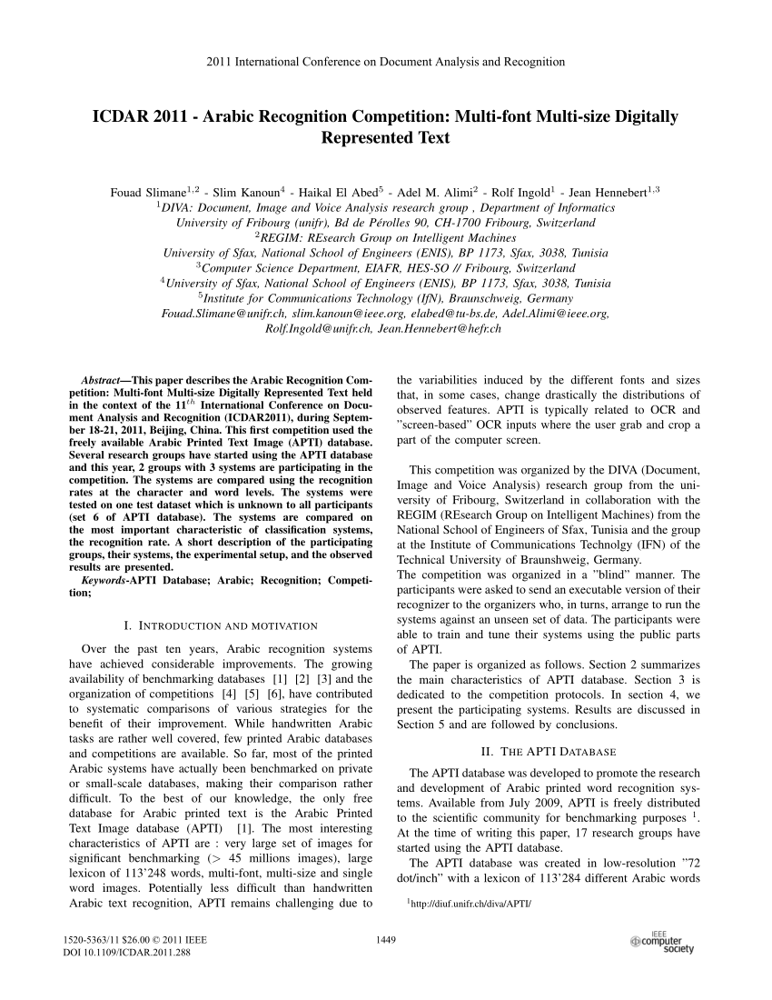 2011 International Conference on Document Analysis and Recognition
ICDAR 2011 - Arabic Recognition Competition: Multi-font Multi-size Digitally
Represented Text
Fouad Slimane1,2 - Slim Kanoun4 - Haikal El Abed5 - Adel M. Alimi2 - Rolf Ingold1 - Jean Hennebert1,3
1DIVA: Document, Image and Voice Analysis research group , Department of Informatics
University of Fribourg (unifr), Bd de Pérolles 90, CH-1700 Fribourg, Switzerland
2REGIM: REsearch Group on Intelligent Machines
University of Sfax, National School of Engineers (ENIS), BP 1173, Sfax, 3038, Tunisia
3Computer Science Department, EIAFR, HES-SO // Fribourg, Switzerland
4University of Sfax, National School of Engineers (ENIS), BP 1173, Sfax, 3038, Tunisia
5Institute for Communications Technology (IfN), Braunschweig, Germany
Fouad.Slimane@unifr.ch, slim.kanoun@ieee.org, elabed@tu-bs.de, Adel.Alimi@ieee.org,
Rolf.Ingold@unifr.ch, Jean.Hennebert@hefr.ch
Abstract—This paper describes the Arabic Recognition Com-
petition: Multi-font Multi-size Digitally Represented Text held
in the context of the 11th International Conference on Docu-
ment Analysis and Recognition (ICDAR2011), during Septem-
ber 18-21, 2011, Beijing, China. This first competition used the
freely available Arabic Printed Text Image (APTI) database.
Several research groups have started using the APTI database
and this year, 2 groups with 3 systems are participating in the
competition. The systems are compared using the recognition
rates at the character and word levels. The systems were
tested on one test dataset which is unknown to all participants
(set 6 of APTI database). The systems are compared on
the most important characteristic of classification systems,
the recognition rate. A short description of the participating
groups, their systems, the experimental setup, and the observed
results are presented.
Keywords-APTI Database; Arabic; Recognition; Competi-
tion;
I. INTRODUCTION AND MOTIVATION
Over the past ten years, Arabic recognition systems
have achieved considerable improvements. The growing
availability of benchmarking databases [1] [2] [3] and the
organization of competitions [4] [5] [6], have contributed
to systematic comparisons of various strategies for the
benefit of their improvement. While handwritten Arabic
tasks are rather well covered, few printed Arabic databases
and competitions are available. So far, most of the printed
Arabic systems have actually been benchmarked on private
or small-scale databases, making their comparison rather
difficult. To the best of our knowledge, the only free
database for Arabic printed text is the Arabic Printed
Text Image database (APTI) [1]. The most interesting
characteristics of APTI are : very large set of images for
significant benchmarking (> 45 millions images), large
lexicon of 113'248 words, multi-font, multi-size and single
word images. Potentially less difficult than handwritten
Arabic text recognition, APTI remains challenging due to
the variabilities induced by the different fonts and sizes
that, in some cases, change drastically the distributions of
observed features. APTI is typically related to OCR and
"screen-based" OCR inputs where the user grab and crop a
part of the computer screen.
This competition was organized by the DIVA (Document,
Image and Voice Analysis) research group from the uni-
versity of Fribourg, Switzerland in collaboration with the
REGIM (REsearch Group on Intelligent Machines) from the
National School of Engineers of Sfax, Tunisia and the group
at the Institute of Communications Technolgy (IFN) of the
Technical University of Braunshweig, Germany.
The competition was organized in a "blind" manner. The
participants were asked to send an executable version of their
recognizer to the organizers who, in turns, arrange to run the
systems against an unseen set of data. The participants were
able to train and tune their systems using the public parts
of APTI.
The paper is organized as follows. Section 2 summarizes
the main characteristics of APTI database. Section 3 is
dedicated to the competition protocols. In section 4, we
present the participating systems. Results are discussed in
Section 5 and are followed by conclusions.
II. THE APTI DATABASE
The APTI database was developed to promote the research
and development of Arabic printed word recognition sys-
tems. Available from July 2009, APTI is freely distributed
to the scientific community for benchmarking purposes 1.
At the time of writing this paper, 17 research groups have
started using the APTI database.
The APTI database was created in low-resolution "72
dot/inch" with a lexicon of 113'284 different Arabic words
1http://diuf.unifr.ch/diva/APTI/
1520-5363/11 $26.00 © 2011 IEEE
DOI 10.1109/ICDAR.2011.288
1449
IEEE
computer
society